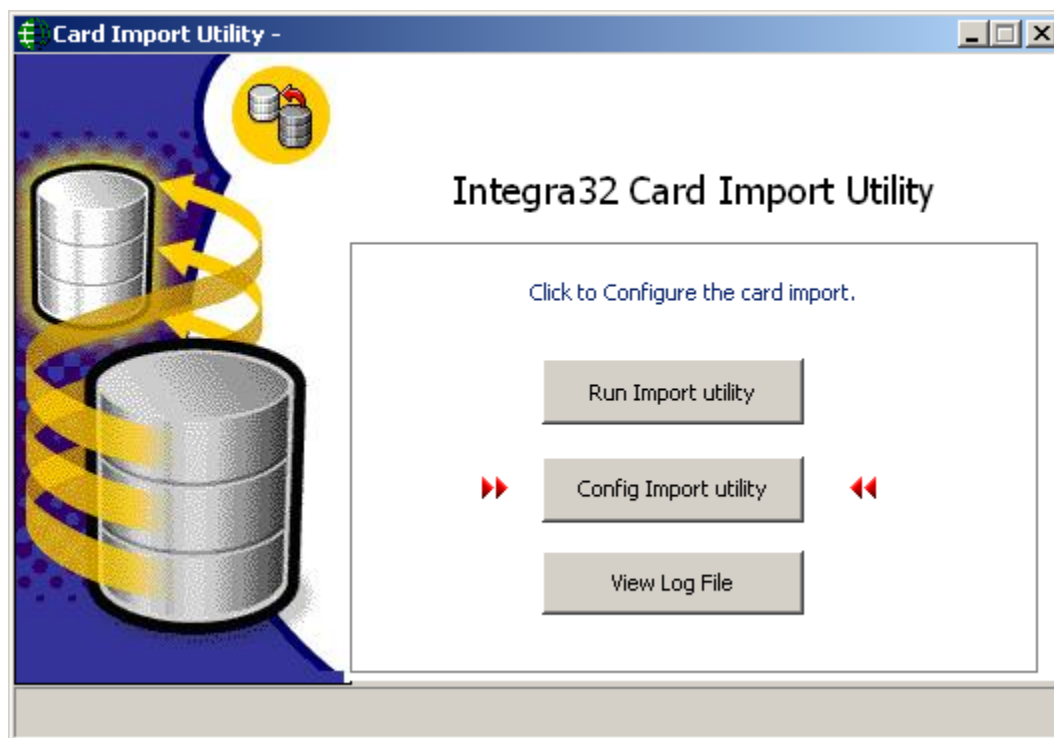 Card Import Utility -
Integra32 Card Import Utility
Click to Configure the card import.
Run Import utility
Config Import utility
View Log File